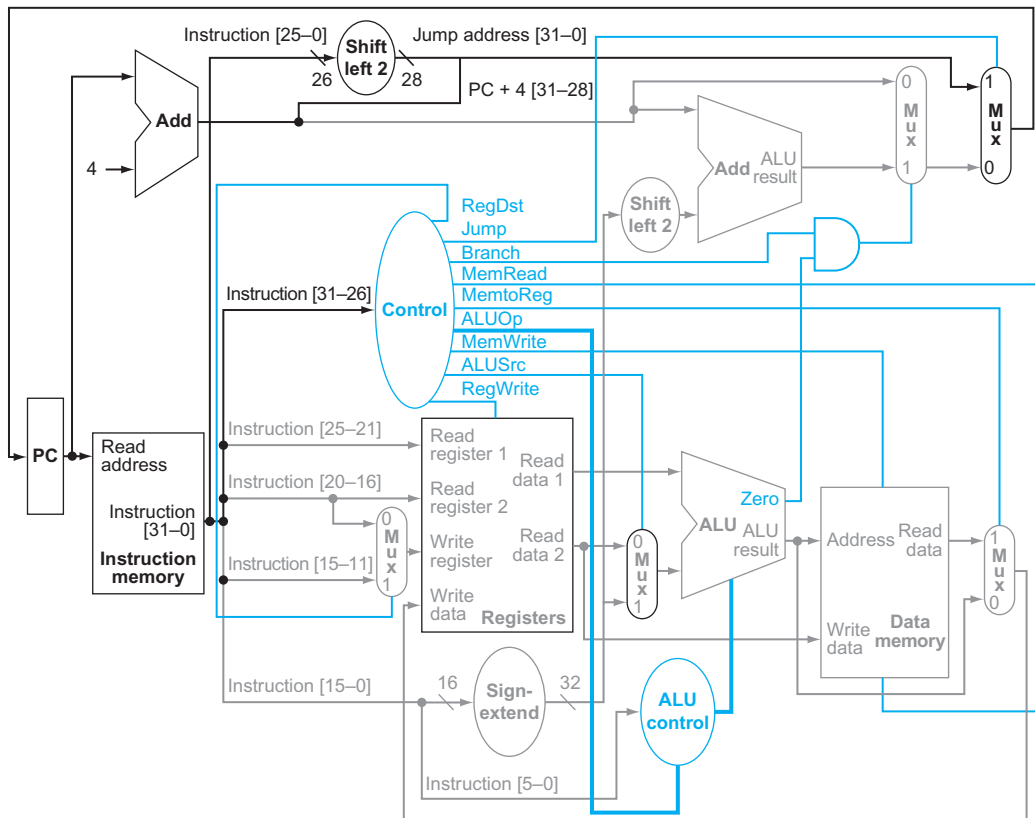 Instruction [25–0]
Shift
left 2
Jump address [31–0]
26
28
PC + 4 [31–28]
Add
4
0
M
u
x
1
1
M
u
x
0
Add
ALU
result
Shift
left 2
RegDst
Jump
Branch
MemRead
MemtoReg
ALUOp
MemWrite
ALUSrc
RegWrite
Control
Instruction [31–26]
PC
Read
address
Instruction
[31–0]
Instruction
memory
Instruction [25–21]
Instruction [20–16]
Instruction [15–11]
0
M
u
x
1
Read
register 1
Read
register 2
Write
register
Write
data
Read
data 1
Read
data 2
Registers
0
M
u
x
1
Zero
ALU
ALU
result
Address
Read
data
Write
data
Data
memory
1
M
u
x
0
Instruction [15–0]
16
Sign-
extend
32
ALU
control
Instruction [5–0]